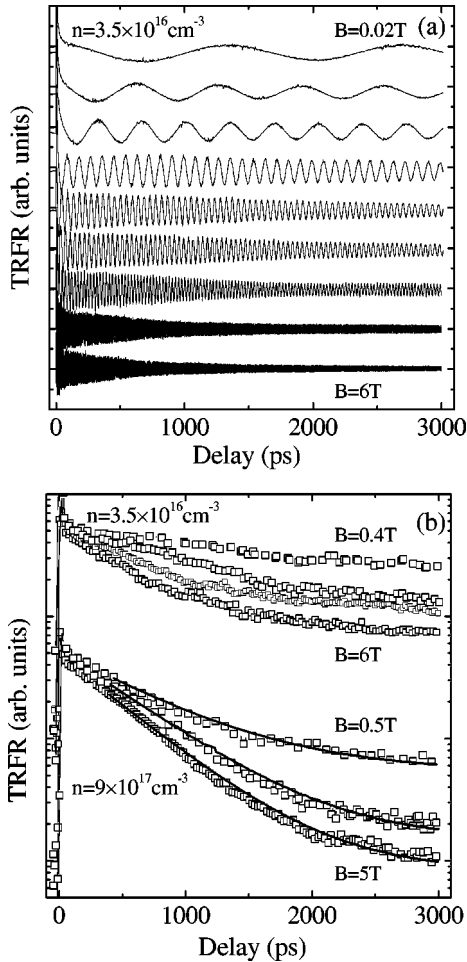 n=3.5×10¹⁶cm⁻³
B=0.02T
(a)
TRFR (arb. units)
B=6T
0
1000
2000
3000
Delay (ps)
n=3.5×10¹⁶cm⁻³
(b)
B=0.4T
B=6T
TRFR (arb. units)
B=0.5T
n=9×10¹⁷cm⁻³
B=5T
0
1000
2000
3000
Delay (ps)